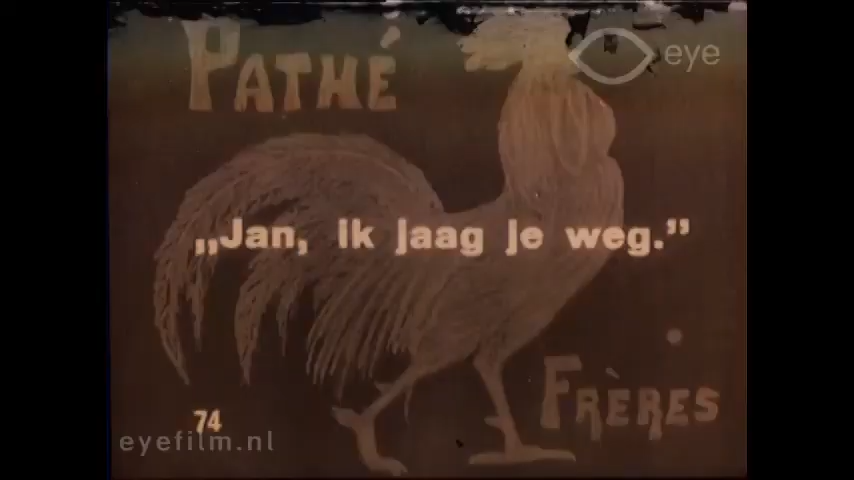 PATHÉ
eye
„Jan, ik jaag je weg.”
FRÈRES
74
eyefilm.nl